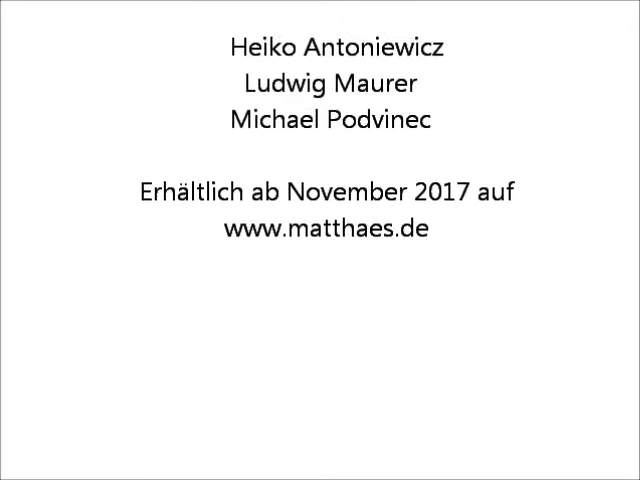 Heiko Antoniewicz
Ludwig Maurer
Michael Podvinec
Erhältlich ab November 2017 auf
www.matthaes.de